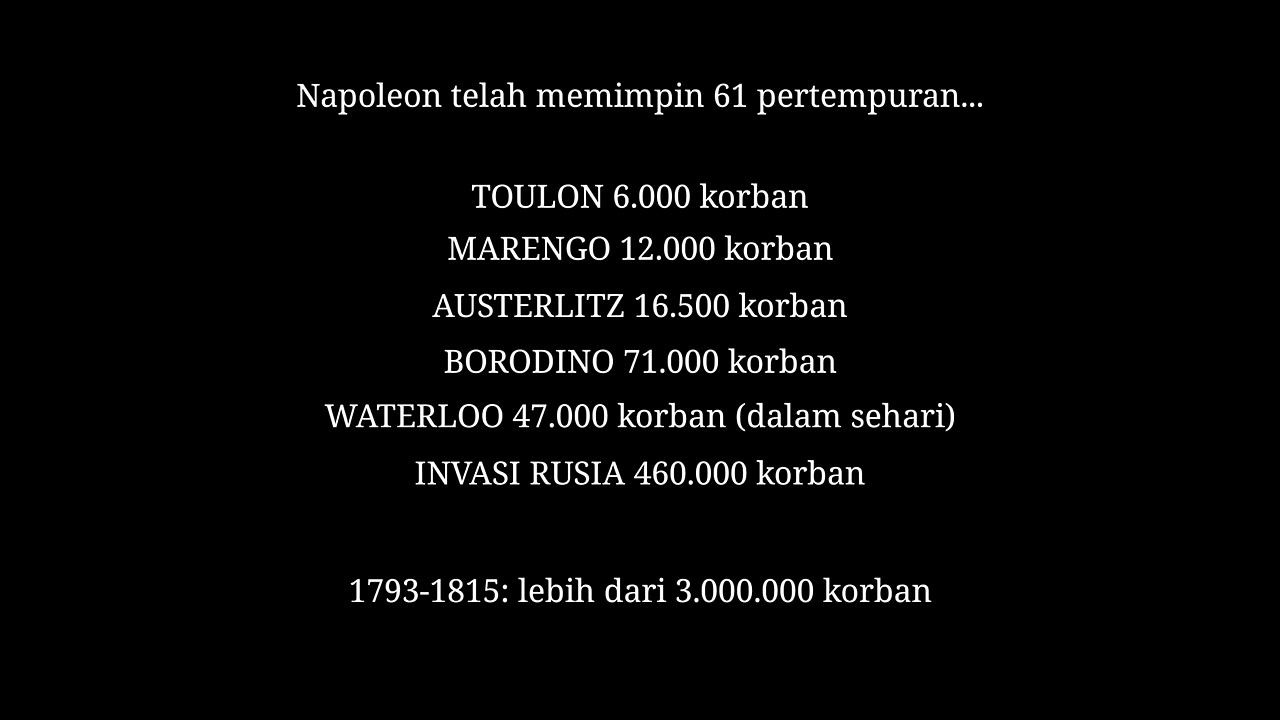 Napoleon telah memimpin 61 pertempuran...
TOULON 6.000 korban
MARENGO 12.000 korban
AUSTERLITZ 16.500 korban
BORODINO 71.000 korban
WATERLOO 47.000 korban (dalam sehari)
INVASI RUSIA 460.000 korban
1793-1815: lebih dari 3.000.000 korban